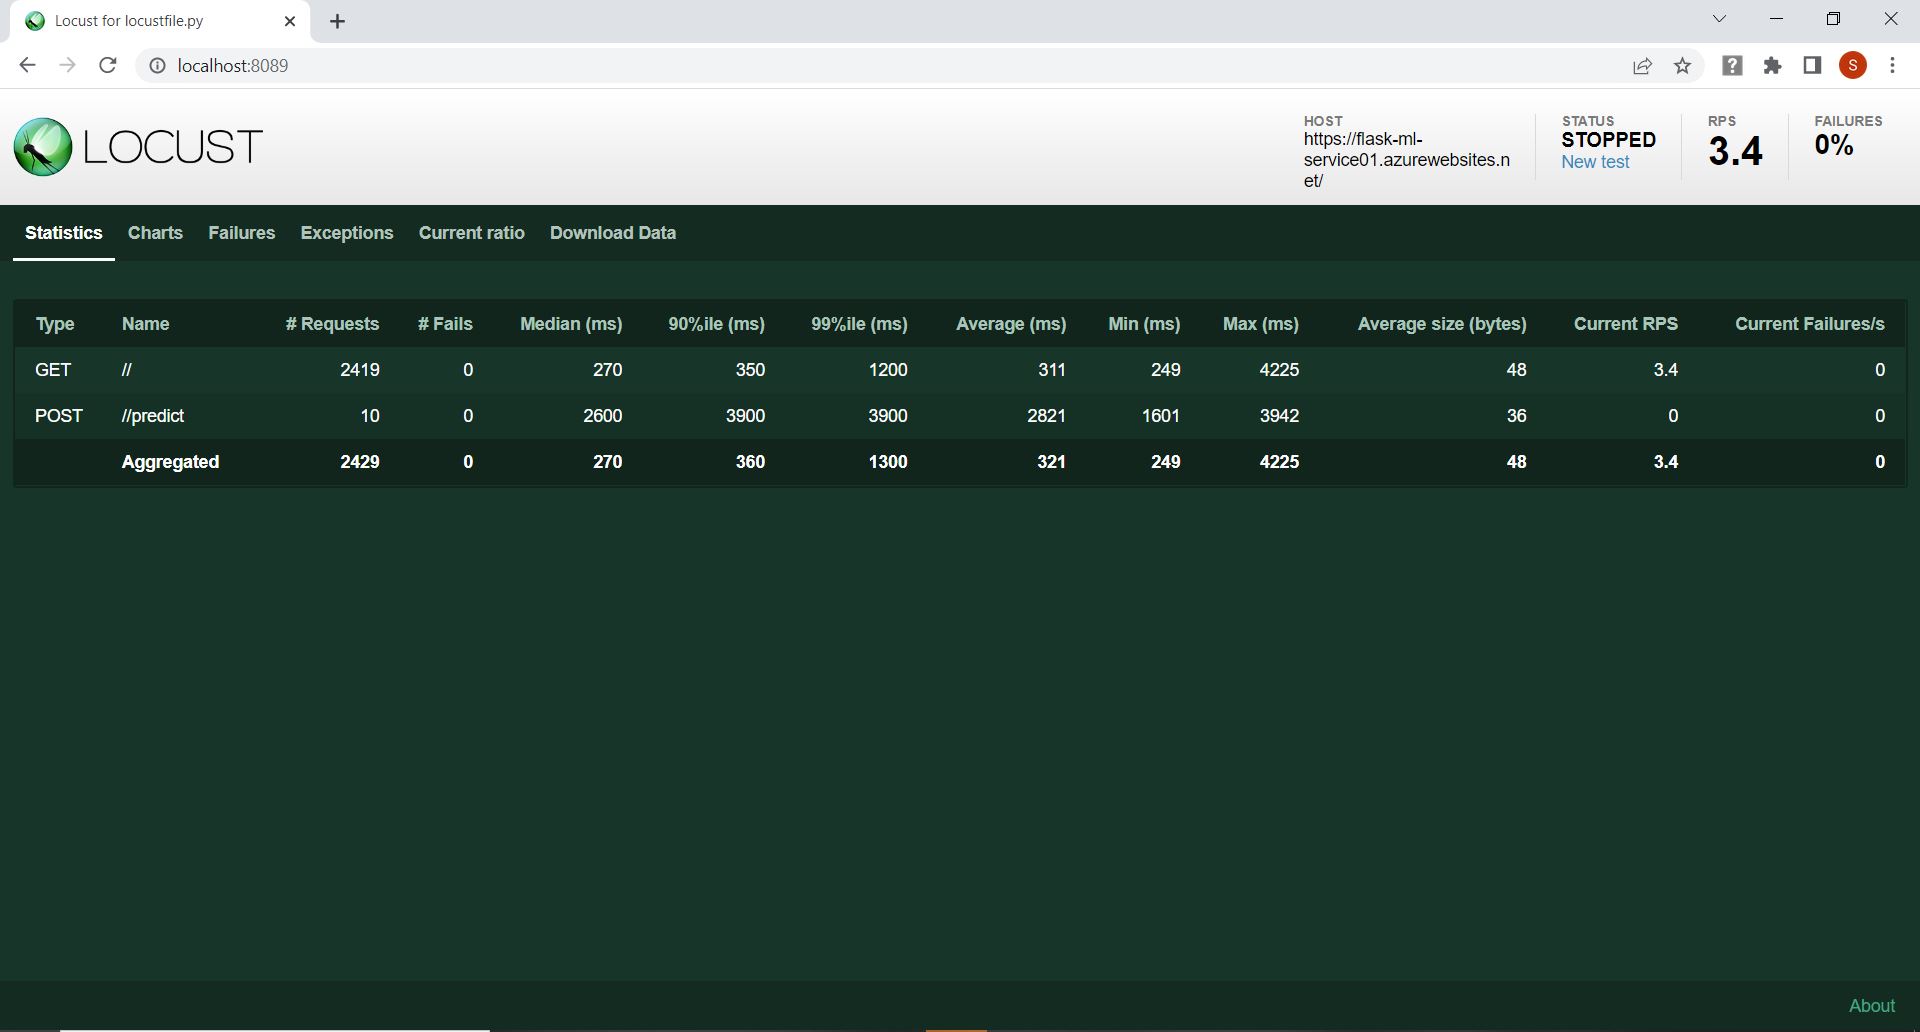 Locust for locustfile.py
localhost:8089
S
LOCUST
HOST
https://flask-ml-
service01.azurewebsites.n
et/
STATUS
STOPPED
New test
RPS
3.4
FAILURES
0%
Statistics Charts Failures Exceptions Current ratio Download Data
Type Name # Requests # Fails Median (ms) 90%ile (ms) 99%ile (ms) Average (ms) Min (ms) Max (ms) Average size (bytes) Current RPS Current Failures/s
GET // 2419 0 270 350 1200 311 249 4225 48 3.4 0
POST //predict 10 0 2600 3900 3900 2821 1601 3942 36 0 0
Aggregated 2429 0 270 360 1300 321 249 4225 48 3.4 0
About